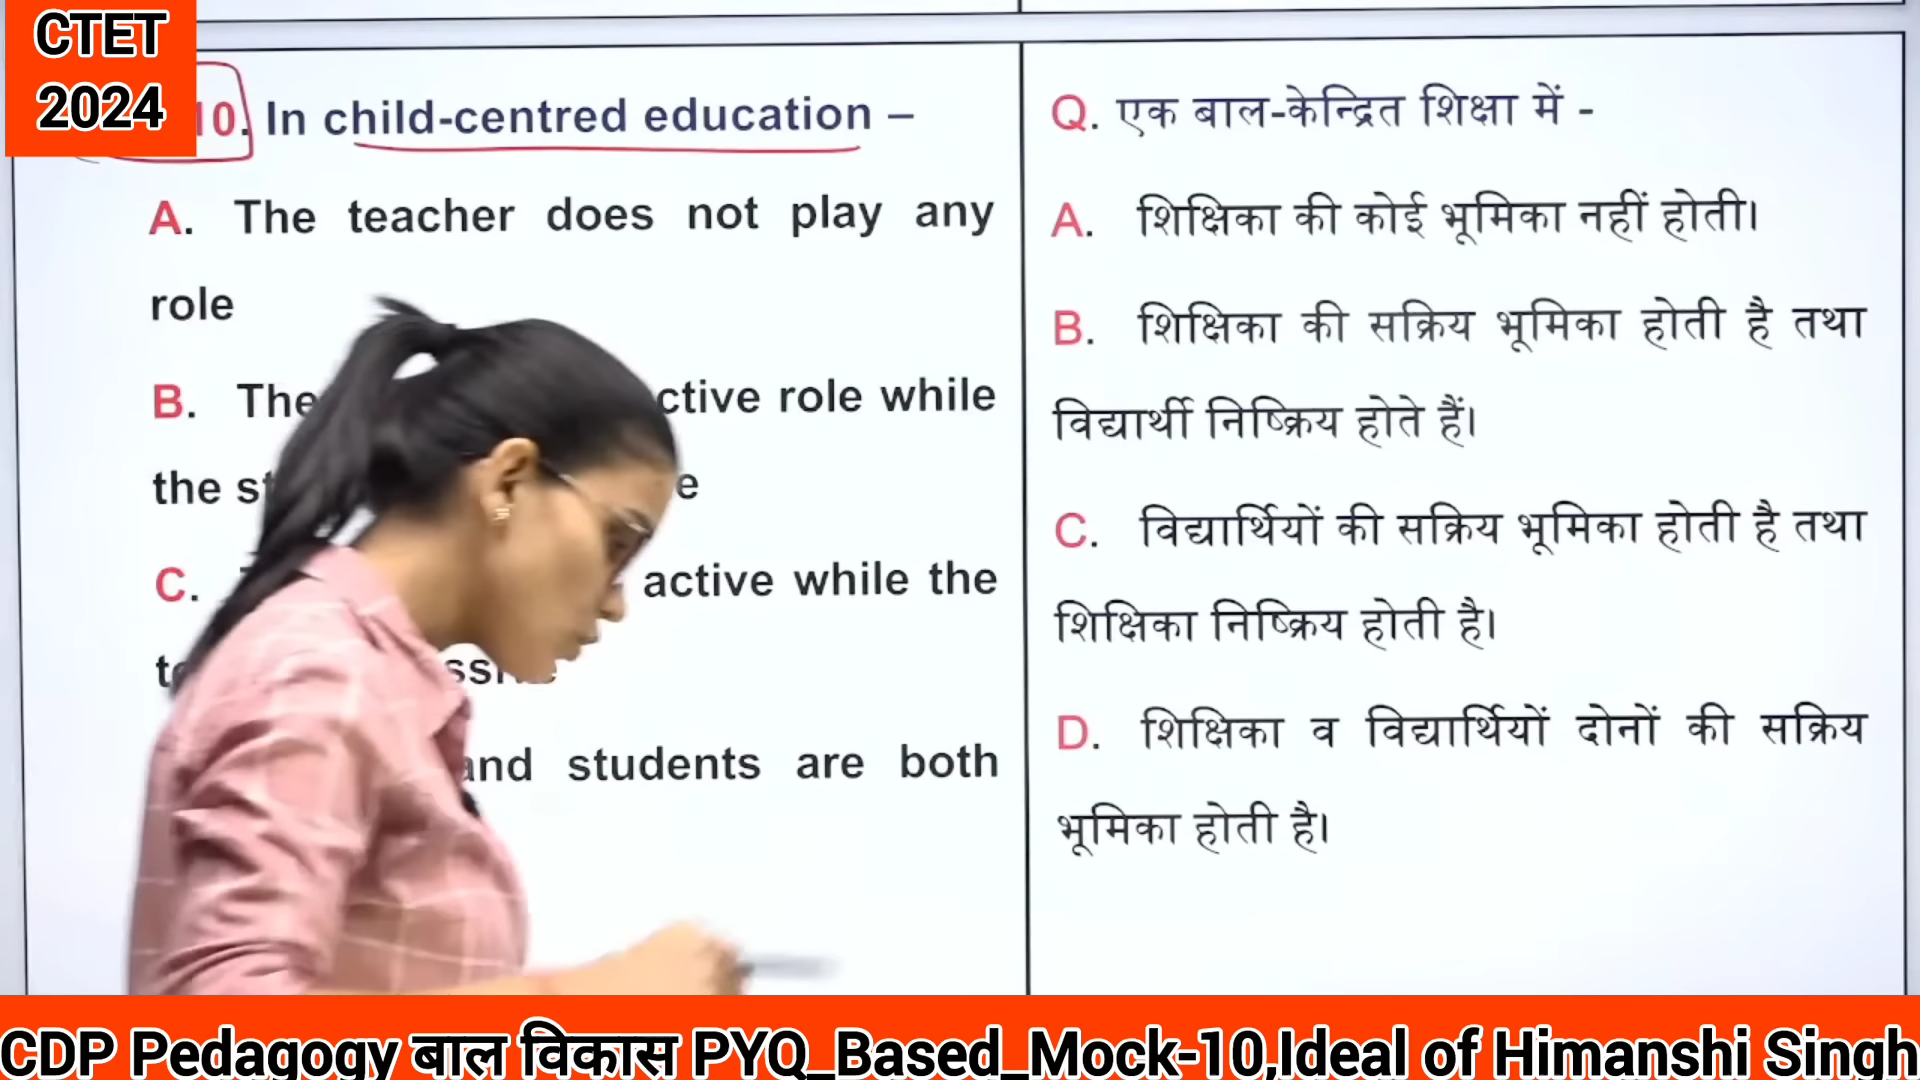 CTET
2024
10. In child-centred education –
A. The teacher does not play any
role
B. The ctive role while
the
C. active while the
and students are both
Q. एक बाल-केन्द्रित शिक्षा में -
A. शिक्षिका की कोई भूमिका नहीं होती।
B. शिक्षिका की सक्रिय भूमिका होती है तथा
विद्यार्थी निष्क्रिय होते हैं।
C. विद्यार्थियों की सक्रिय भूमिका होती है तथा
शिक्षिका निष्क्रिय होती है।
D. शिक्षिका व विद्यार्थियों दोनों की सक्रिय
भूमिका होती है।
CDP Pedagogy बाल विकास PYQ_Based_Mock-10,Ideal of Himanshi Singh